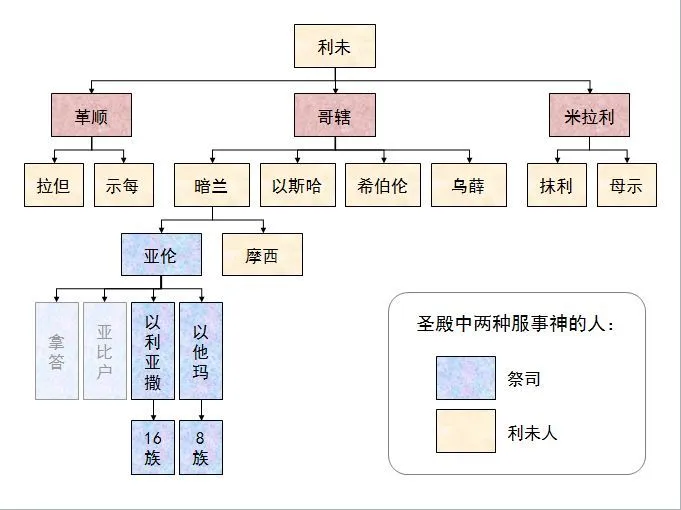 利未
革顺
哥辖
米拉利
拉但
示每
暗兰
以斯哈
希伯伦
乌薛
抹利
母示
亚伦
摩西
拿答
亚比户
以利亚撒
以他玛
16
族
8
族
圣殿中两种服事神的人：
祭司
利未人